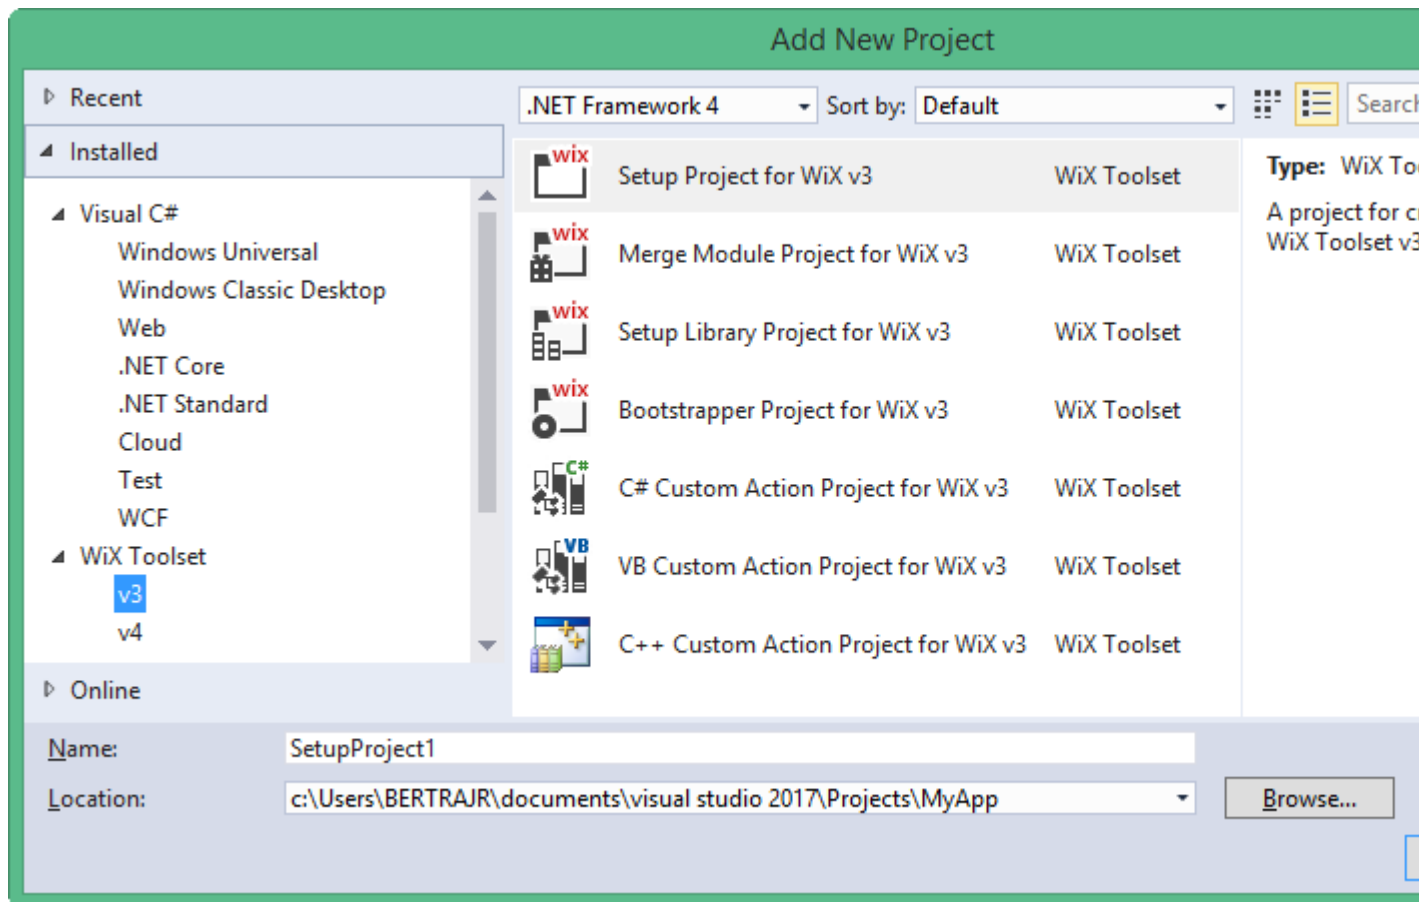 Add New Project
Recent
.NET Framework 4
Sort by: Default
Search
Installed
Visual C#
Windows Universal
Windows Classic Desktop
Web
.NET Core
.NET Standard
Cloud
Test
WCF
WiX Toolset
v3
v4
Online
wix Setup Project for WiX v3 WiX Toolset
wix Merge Module Project for WiX v3 WiX Toolset
wix Setup Library Project for WiX v3 WiX Toolset
wix Bootstrapper Project for WiX v3 WiX Toolset
C# C# Custom Action Project for WiX v3 WiX Toolset
VB VB Custom Action Project for WiX v3 WiX Toolset
C++ Custom Action Project for WiX v3 WiX Toolset
Type: WiX
A project for
WiX Toolset v3
Name: SetupProject1
Location: c:\Users\BERTRAJR\documents\visual studio 2017\Projects\MyApp
Browse...